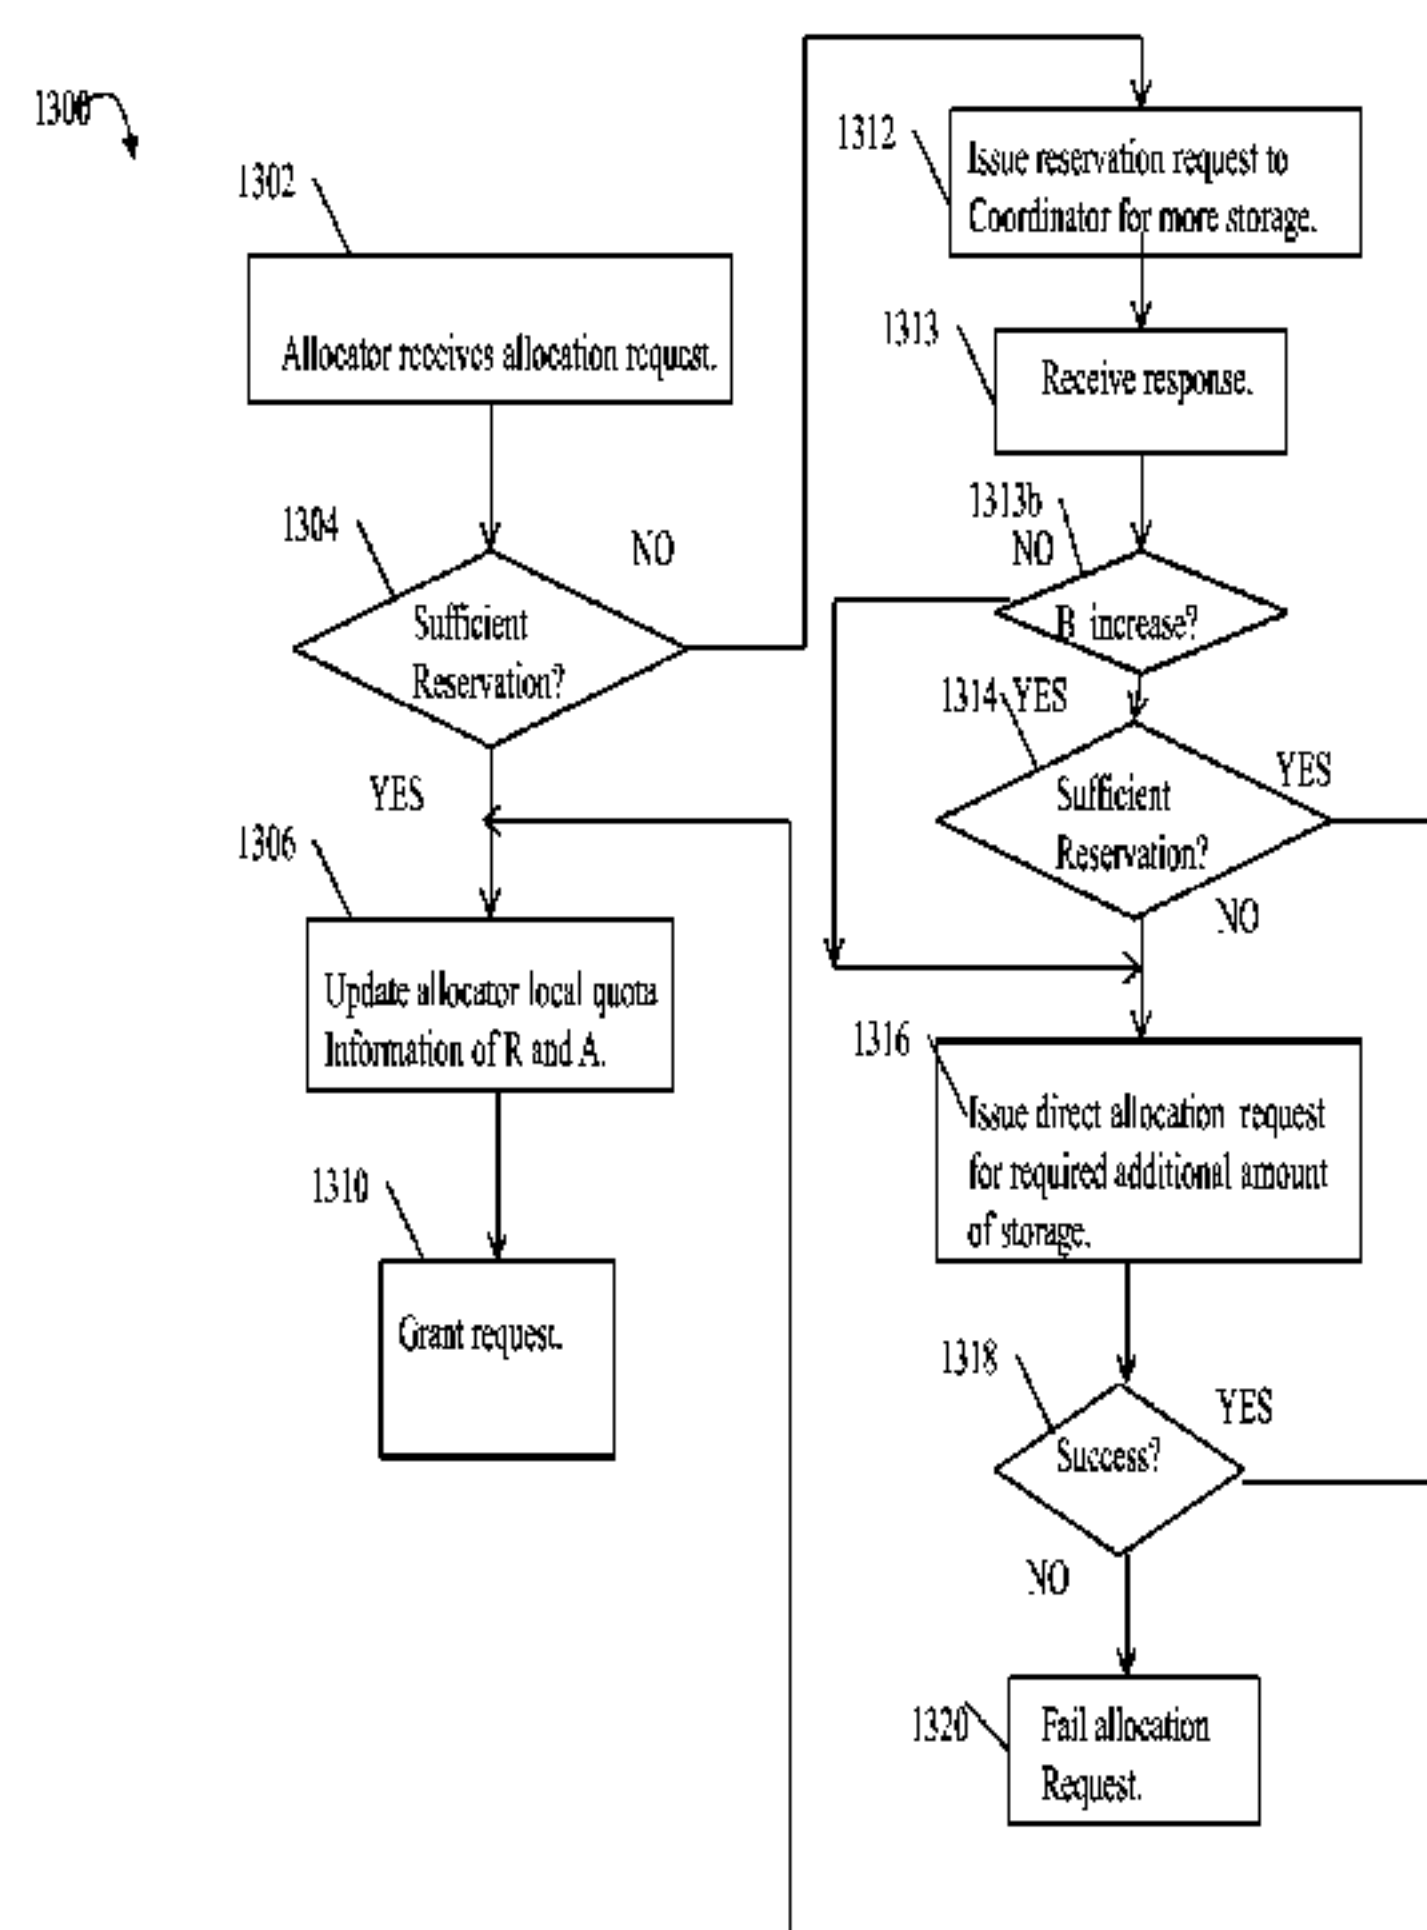 1300
1302
Allocator receives allocation request.
1304
NO
Sufficient
Reservation?
YES
1306
Update allocator local quota
Information of R and A.
1310
Grant request.
1312
Issue reservation request to
Coordinator for more storage.
1313
Receive response.
1313b
NO
B increase?
1314 YES
Sufficient
Reservation?
YES
NO
1316
Issue direct allocation request
for required additional amount
of storage.
1318
Success?
YES
NO
1320
Fail allocation
Request.